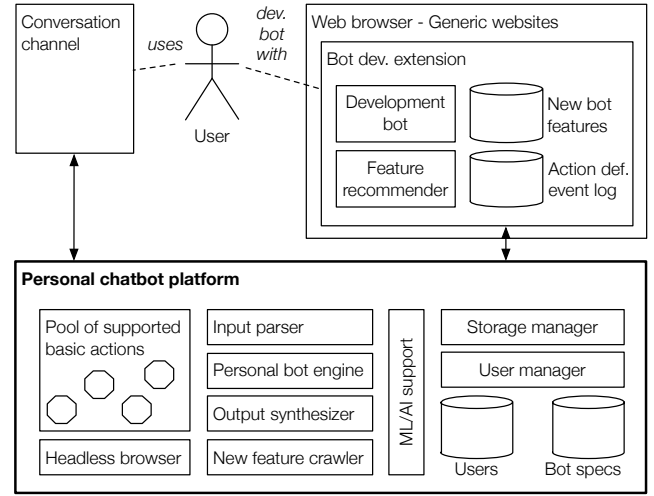 Conversation
channel
uses
dev.
bot
with
User
Web browser - Generic websites
Bot dev. extension
Development
bot
New bot
features
Feature
recommender
Action def.
event log
Personal chatbot platform
Pool of supported
basic actions
Headless browser
Input parser
Personal bot engine
Output synthesizer
New feature crawler
ML/AI support
Storage manager
User manager
Users
Bot specs